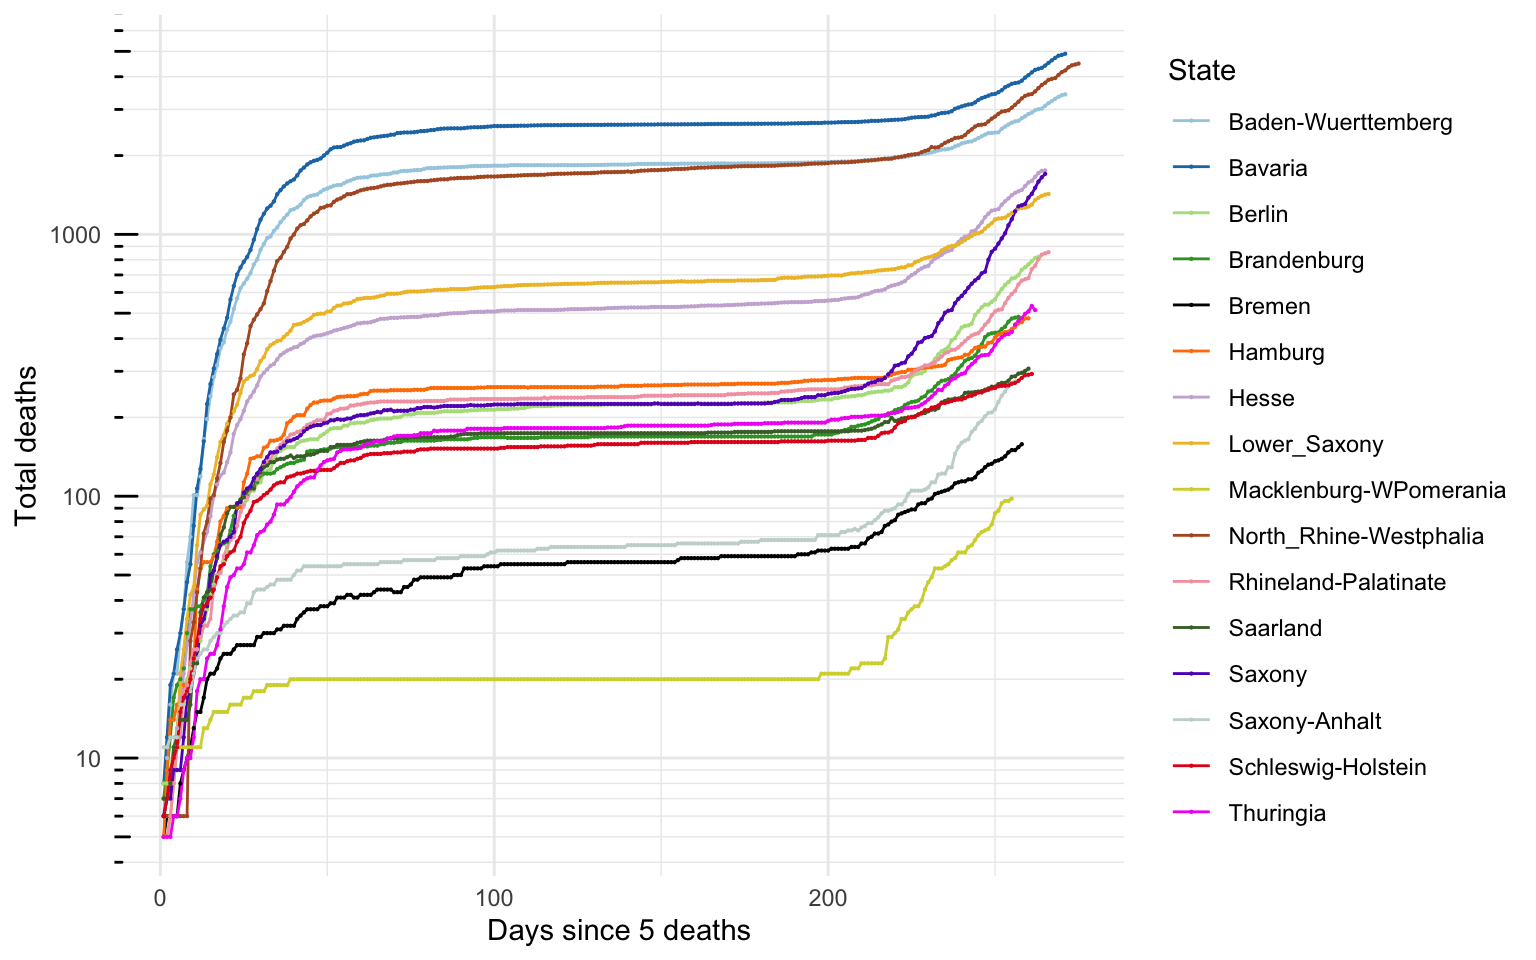 Total deaths
1000
100
10
0
100
200
Days since 5 deaths
State
Baden-Wuerttemberg
Bavaria
Berlin
Brandenburg
Bremen
Hamburg
Hesse
Lower_Saxony
Macklenburg-WPomerania
North_Rhine-Westphalia
Rhineland-Palatinate
Saarland
Saxony
Saxony-Anhalt
Schleswig-Holstein
Thuringia